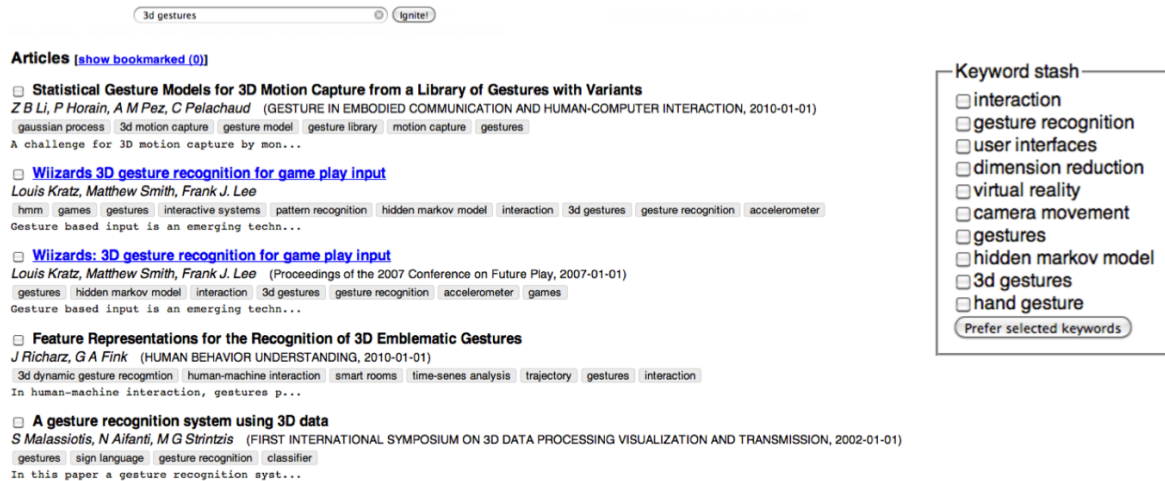 3d gestures Ignite!
Articles [show bookmarked (0)]
Statistical Gesture Models for 3D Motion Capture from a Library of Gestures with Variants
Z B Li, P Horain, A M Pez, C Pelachaud (GESTURE IN EMBODIED COMMUNICATION AND HUMAN-COMPUTER INTERACTION, 2010-01-01)
gaussian process 3d motion capture gesture model gesture library motion capture gestures
A challenge for 3D motion capture by mon...
Wiizards 3D gesture recognition for game play input
Louis Kratz, Matthew Smith, Frank J. Lee
hmm games gestures interactive systems pattern recognition hidden markov model interaction 3d gestures gesture recognition accelerometer
Gesture based input is an emerging techn...
Wiizards: 3D gesture recognition for game play input
Louis Kratz, Matthew Smith, Frank J. Lee (Proceedings of the 2007 Conference on Future Play, 2007-01-01)
gestures hidden markov model interaction 3d gestures gesture recognition accelerometer games
Gesture based input is an emerging techn...
Feature Representations for the Recognition of 3D Emblematic Gestures
J Richarz, G A Fink (HUMAN BEHAVIOR UNDERSTANDING, 2010-01-01)
3d dynamic gesture recogmtion human-machine interaction smart rooms time-senes analysis trajectory gestures interaction
In human-machine interaction, gestures p...
A gesture recognition system using 3D data
S Malassiotis, N Aifanti, M G Strintzis (FIRST INTERNATIONAL SYMPOSIUM ON 3D DATA PROCESSING VISUALIZATION AND TRANSMISSION, 2002-01-01)
gestures sign language gesture recognition classifier
In this paper a gesture recognition syst...
Keyword stash
interaction
gesture recognition
user interfaces
dimension reduction
virtual reality
camera movement
gestures
hidden markov model
3d gestures
hand gesture
Prefer selected keywords